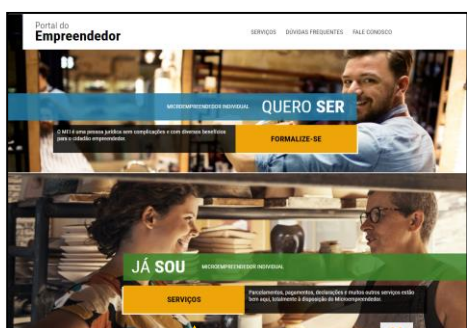 Portal do
Empreendedor
SERVIÇOS DÚVIDAS FREQUENTES FALE CONOSCO
MICROEMPREENDEDOR INDIVIDUAL QUERO SER
O MEI é uma pessoa jurídica sem complicações e com diversos benefícios
para o cidadão empreendedor.
FORMALIZE-SE
JÁ SOU MICROEMPREENDEDOR INDIVIDUAL
SERVIÇOS
Parcelamentos, pagamentos, declarações e muitos outros serviços estão
bem aqui, totalmente à disposição do Microempreendedor.